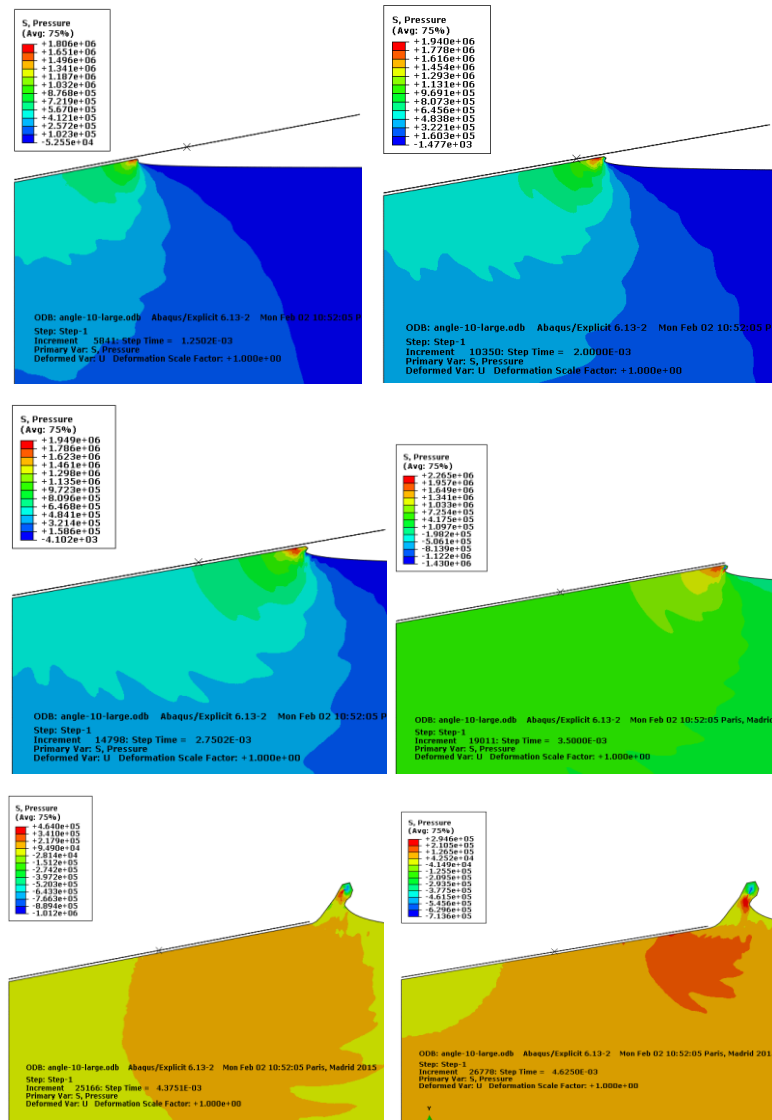 S, Pressure
(Avg: 75%)
+1.806e+06
+1.651e+06
+1.496e+06
+1.341e+06
+1.187e+06
+1.032e+06
+8.768e+05
+7.219e+05
+5.670e+05
+4.121e+05
+2.572e+05
+1.023e+05
-5.255e+04
ODB: angle-10-large.odb Abaqus/Explicit 6.13-2 Mon Feb 02 10:52:05 P
Step: Step-1
Increment 5841: Step Time = 1.2502E-03
Primary Var: S, Pressure
Deformed Var: U Deformation Scale Factor: +1.000e+00
S, Pressure
(Avg: 75%)
+1.940e+06
+1.778e+06
+1.616e+06
+1.454e+06
+1.293e+06
+1.131e+06
+9.691e+05
+8.073e+05
+6.456e+05
+4.838e+05
+3.221e+05
+1.603e+05
-1.477e+03
ODB: angle-10-large.odb Abaqus/Explicit 6.13-2 Mon Feb 02 10:52:05
Step: Step-1
Increment 10350: Step Time = 2.0000E-03
Primary Var: S, Pressure
Deformed Var: U Deformation Scale Factor: +1.000e+00
S, Pressure
(Avg: 75%)
+1.949e+06
+1.786e+06
+1.623e+06
+1.461e+06
+1.298e+06
+1.135e+06
+9.723e+05
+8.096e+05
+6.468e+05
+4.841e+05
+3.214e+05
+1.586e+05
-4.102e+03
ODB: angle-10-large.odb Abaqus/Explicit 6.13-2 Mon Feb 02 10:52:05 P
Step: Step-1
Increment 14798: Step Time = 2.7502E-03
Primary Var: S, Pressure
Deformed Var: U Deformation Scale Factor: +1.000e+00
S, Pressure
(Avg: 75%)
+2.265e+06
+1.957e+06
+1.649e+06
+1.341e+06
+1.033e+06
+7.254e+05
+4.175e+05
+1.097e+05
-1.982e+05
-5.061e+05
-8.139e+05
-1.122e+06
-1.430e+06
ODB: angle-10-large.odb Abaqus/Explicit 6.13-2 Mon Feb 02 10:52:05 Paris, Madrid
Step: Step-1
Increment 19011: Step Time = 3.5000E-03
Primary Var: S, Pressure
Deformed Var: U Deformation Scale Factor: +1.000e+00
S, Pressure
(Avg: 75%)
+4.640e+05
+3.410e+05
+2.179e+05
+9.490e+04
-2.814e+04
-1.512e+05
-2.742e+05
-3.972e+05
-5.203e+05
-6.433e+05
-7.663e+05
-8.894e+05
-1.012e+06
ODB: angle-10-large.odb Abaqus/Explicit 6.13-2 Mon Feb 02 10:52:05 Paris, Madrid 2015
Step: Step-1
Increment 25166: Step Time = 4.3751E-03
Primary Var: S, Pressure
Deformed Var: U Deformation Scale Factor: +1.000e+00
S, Pressure
(Avg: 75%)
+2.946e+05
+2.105e+05
+1.265e+05
+4.252e+04
-4.149e+04
-1.255e+05
-2.095e+05
-2.935e+05
-3.775e+05
-4.615e+05
-5.456e+05
-6.296e+05
-7.136e+05
ODB: angle-10-large.odb Abaqus/Explicit 6.13-2 Mon Feb 02 10:52:05 Paris, Madrid 201
Step: Step-1
Increment 26778: Step Time = 4.6250E-03
Primary Var: S, Pressure
Deformed Var: U Deformation Scale Factor: +1.000e+00
Y